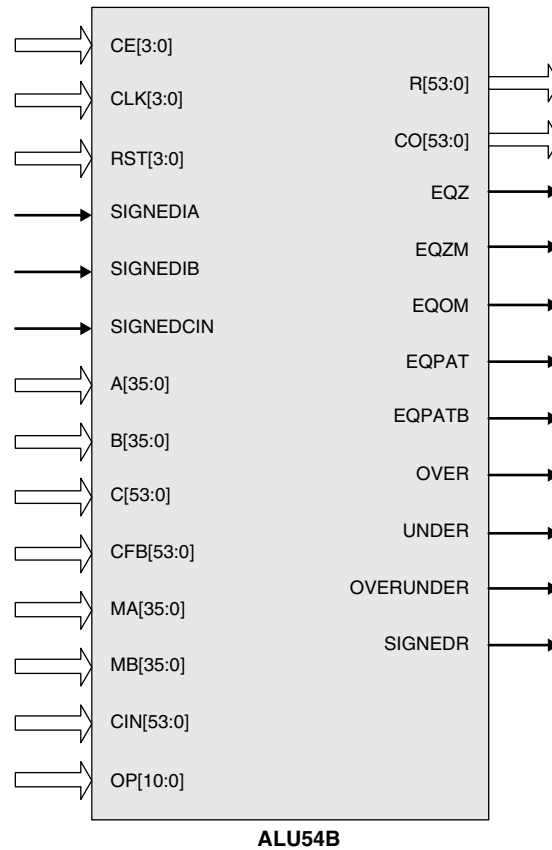 CE[3:0]
CLK[3:0]
RST[3:0]
SIGNEDIA
SIGNEDIB
SIGNEDCIN
A[35:0]
B[35:0]
C[53:0]
CFB[53:0]
MA[35:0]
MB[35:0]
CIN[53:0]
OP[10:0]
R[53:0]
CO[53:0]
EQZ
EQZM
EQOM
EQPAT
EQPATB
OVER
UNDER
OVERUNDER
SIGNEDR
ALU54B